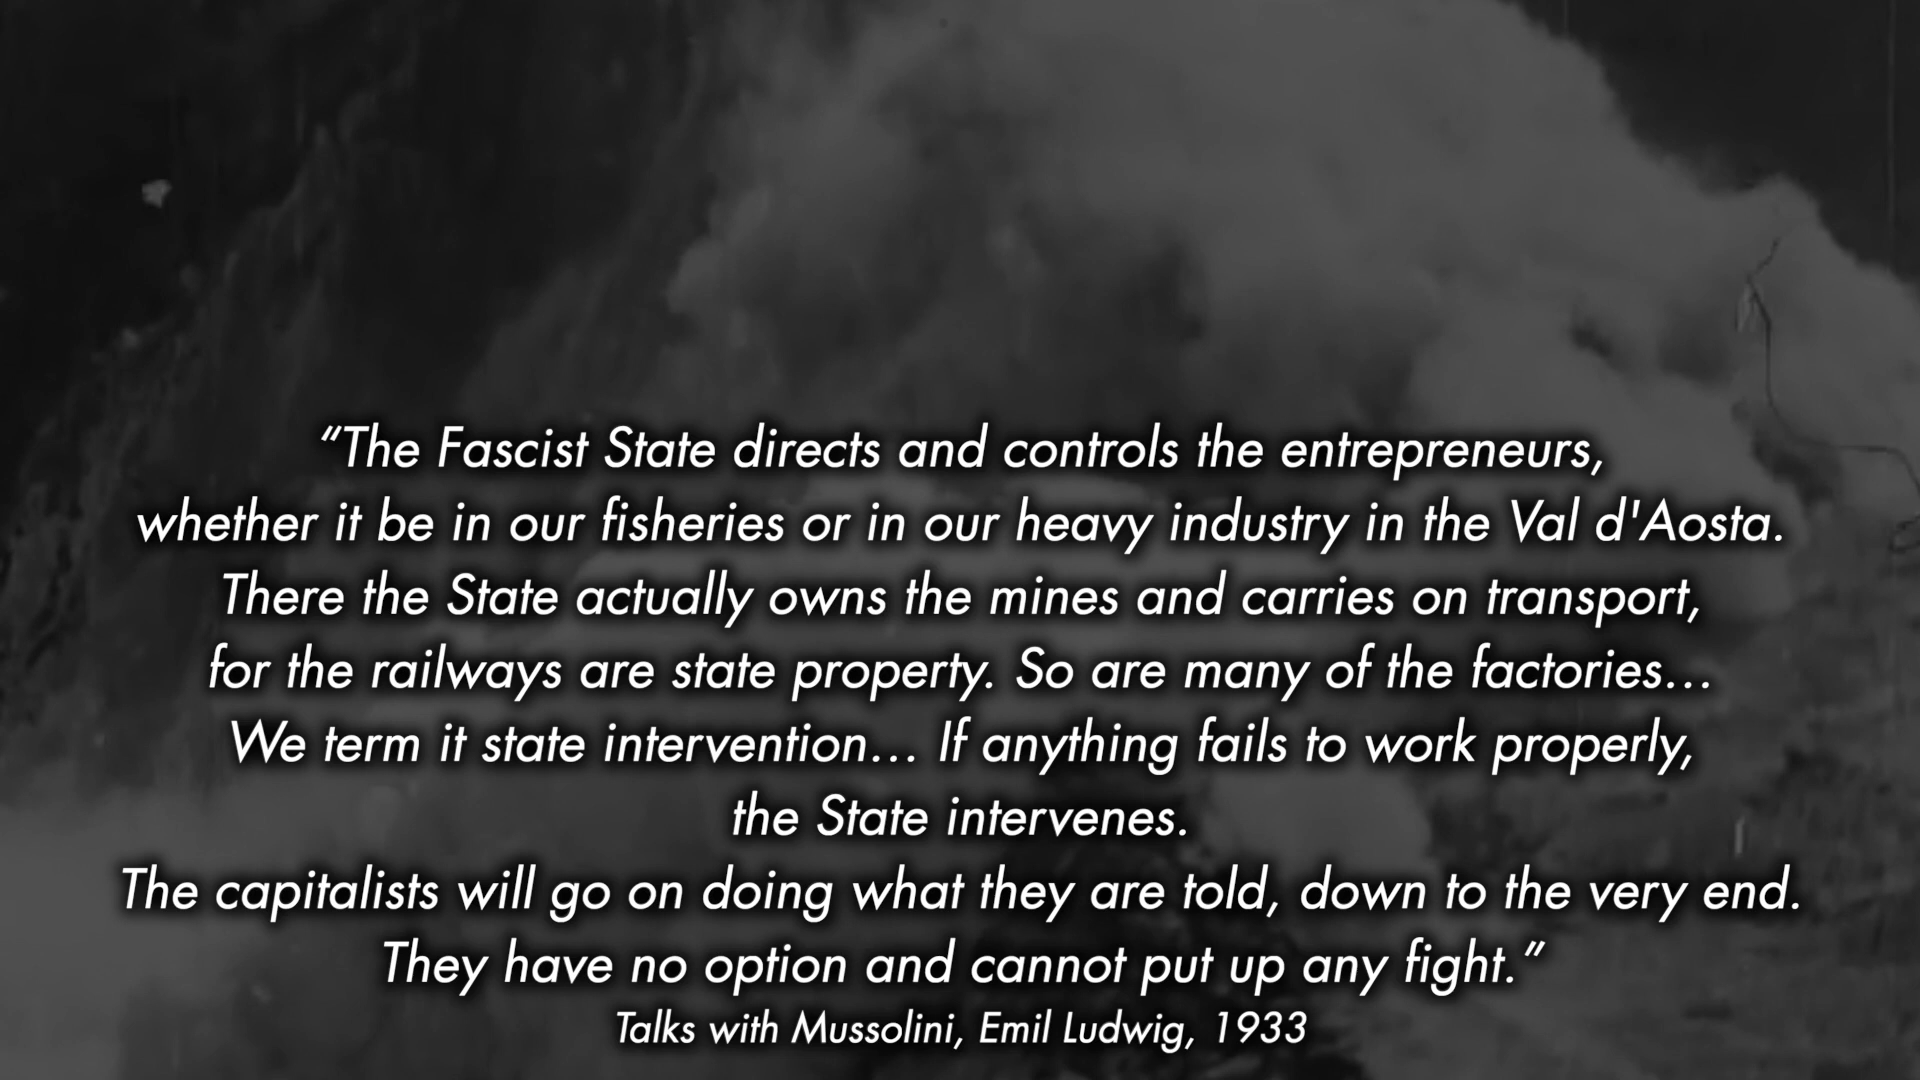 “The Fascist State directs and controls the entrepreneurs,
whether it be in our fisheries or in our heavy industry in the Val d'Aosta.
There the State actually owns the mines and carries on transport,
for the railways are state property. So are many of the factories…
We term it state intervention… If anything fails to work properly,
the State intervenes.
The capitalists will go on doing what they are told, down to the very end.
They have no option and cannot put up any fight.”
Talks with Mussolini, Emil Ludwig, 1933